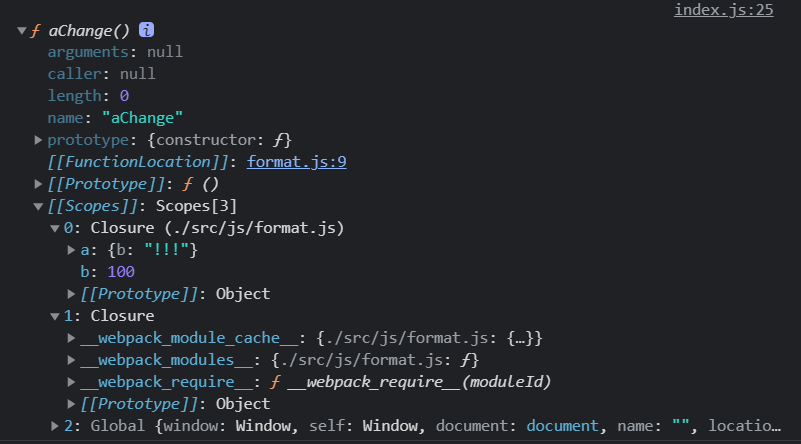 index.js:25
▼ƒ aChange() i
arguments: null
caller: null
length: 0
name: "aChange"
▶prototype: {constructor: ƒ}
[[FunctionLocation]]: format.js:9
▶[[Prototype]]: ƒ ()
▼[[Scopes]]: Scopes[3]
▼0: Closure (./src/js/format.js)
▶a: {b: "!!!"}
b: 100
▶[[Prototype]]: Object
▼1: Closure
▶__webpack_module_cache__: {./src/js/format.js: {…}}
▶__webpack_modules__: {./src/js/format.js: ƒ}
▶__webpack_require__: ƒ __webpack_require__(moduleId)
▶[[Prototype]]: Object
▶2: Global {window: Window, self: Window, document: document, name: "", locatio…